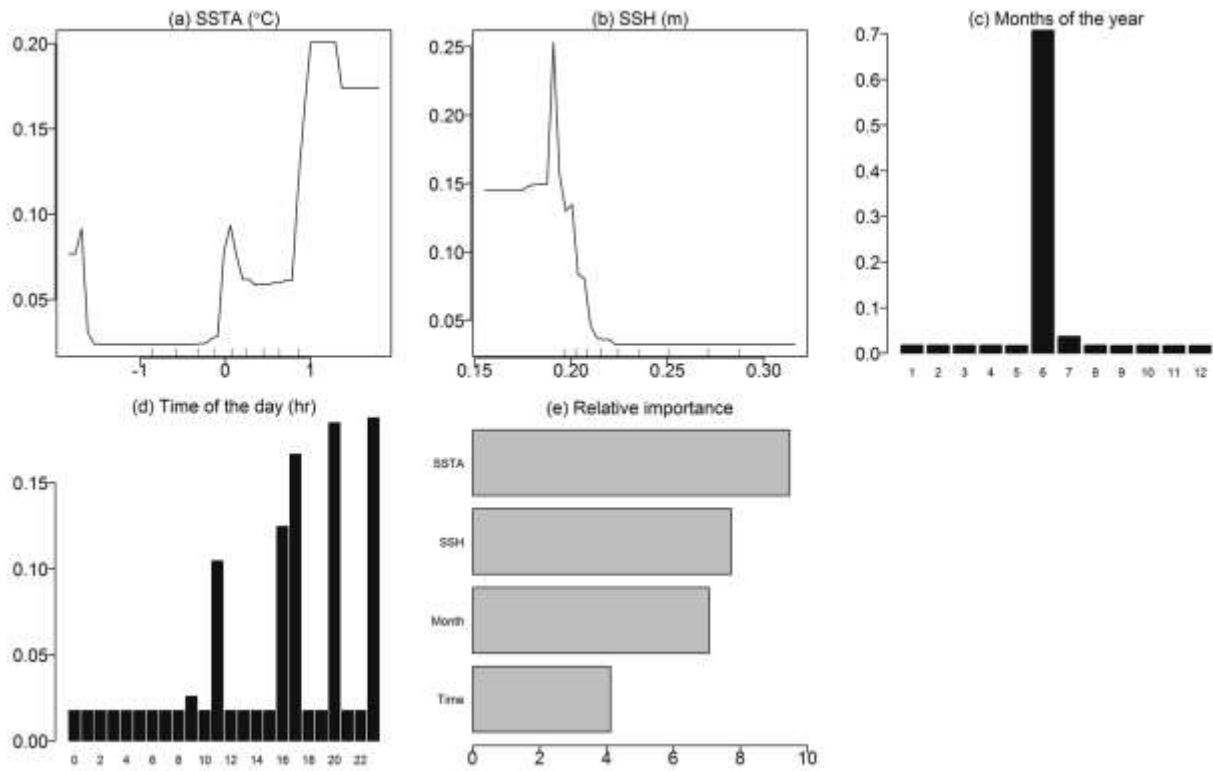 (a) SSTA (°C)
0.20
0.15
0.10
0.05
-1 0 1
(b) SSH (m)
0.25
0.20
0.15
0.10
0.05
0.15 0.20 0.25 0.30
(c) Months of the year
0.7
0.6
0.5
0.4
0.3
0.2
0.1
0.0
1 2 3 4 5 6 7 8 9 10 11 12
(d) Time of the day (hr)
0.15
0.10
0.05
0.00
0 2 4 6 8 10 12 14 16 18 20 22
(e) Relative importance
SSTA
SSH
Month
Time
0 2 4 6 8 10